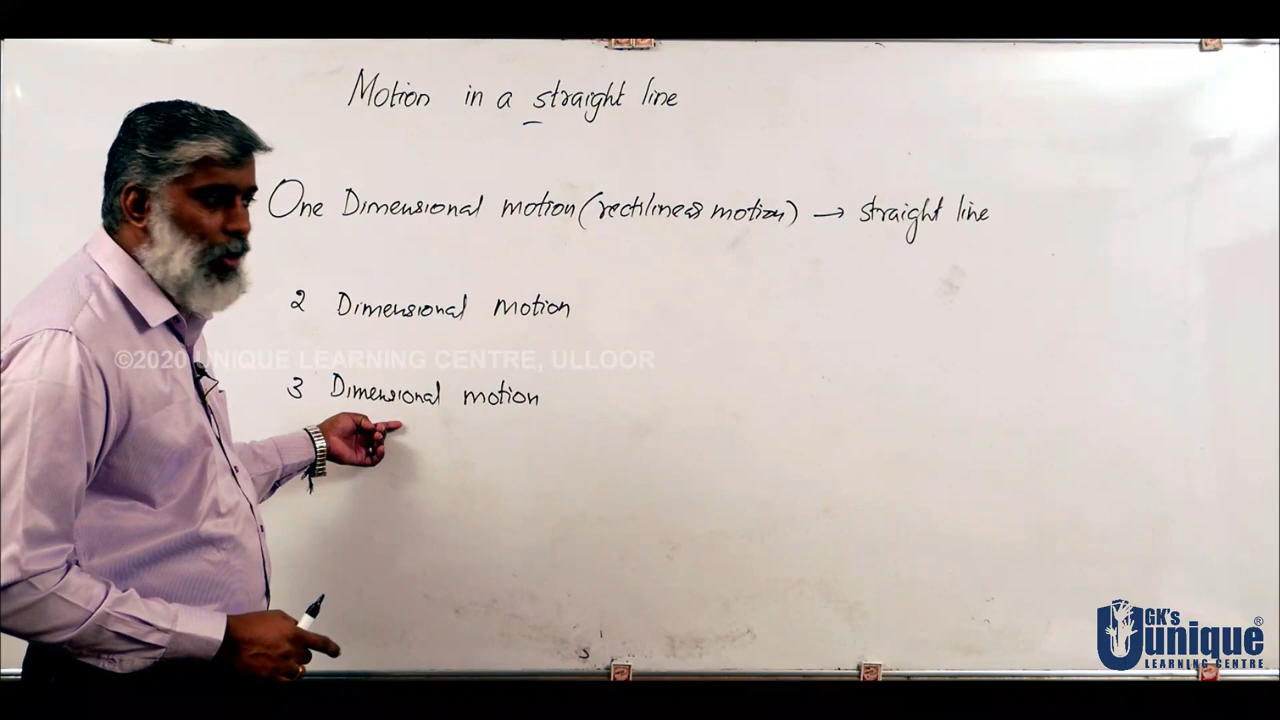 Motion in a straight line
One Dimensional motion (rectilinear motion) → straight line
2 Dimensional motion
©2020 UNIQUE LEARNING CENTRE, ULLOOR
3 Dimensional motion
GK's
unique®
LEARNING CENTRE